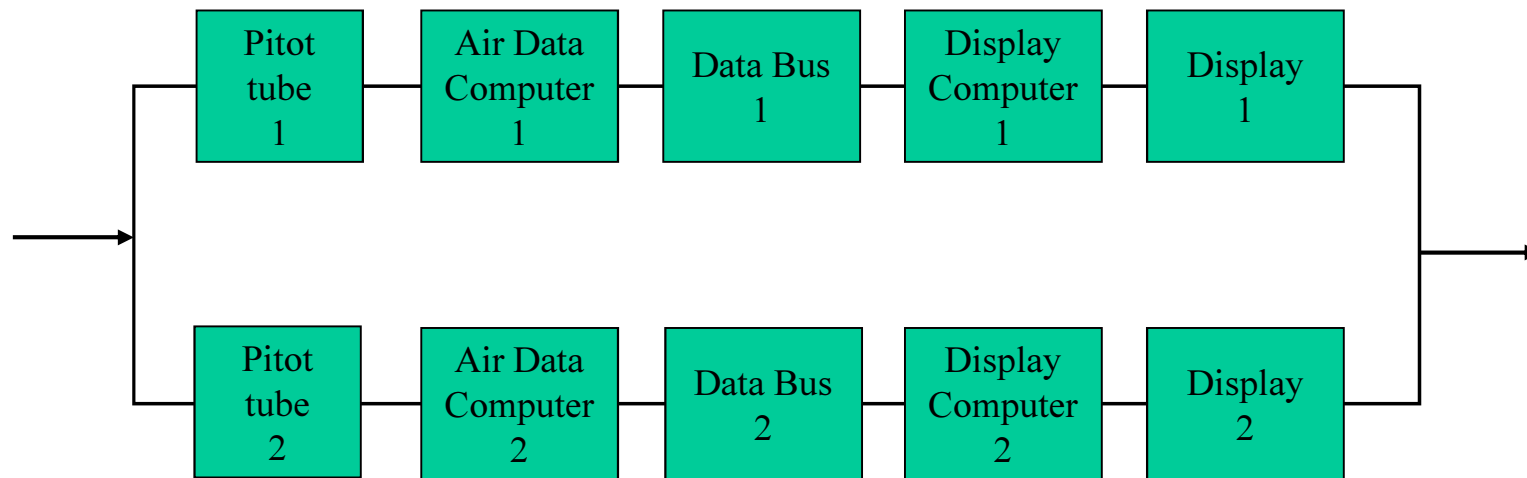 Pitot
tube
1
Air Data
Computer
1
Data Bus
1
Display
Computer
1
Display
1
Pitot
tube
2
Air Data
Computer
2
Data Bus
2
Display
Computer
2
Display
2